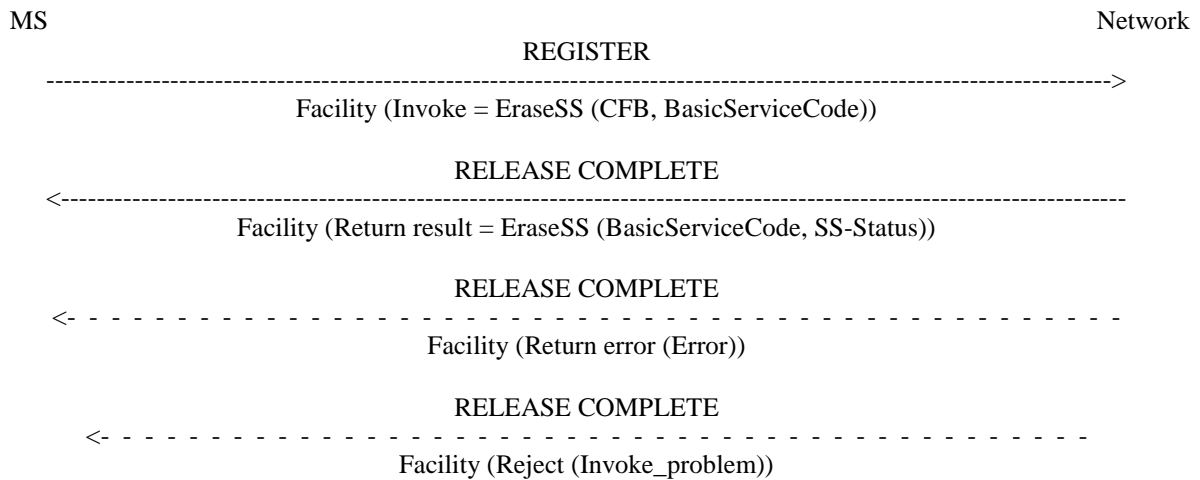 MS Network
REGISTER
Facility (Invoke = EraseSS (CFB, BasicServiceCode))
RELEASE COMPLETE
Facility (Return result = EraseSS (BasicServiceCode, SS-Status))
RELEASE COMPLETE
Facility (Return error (Error))
RELEASE COMPLETE
Facility (Reject (Invoke_problem))